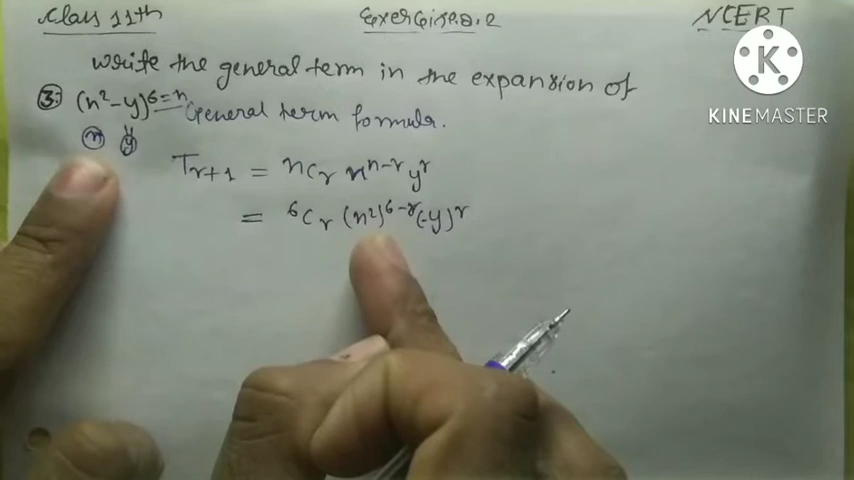 Class 11th Exercise 8.2 NCERT
Write the general term in the expansion of
3: (x² - y)⁶ = n General term formula.
x y
Tr+1 = ⁿCr xⁿ⁻ʳ yʳ
= ⁶Cr (x²)⁶⁻ʳ (-y)ʳ
K
KINEMASTER